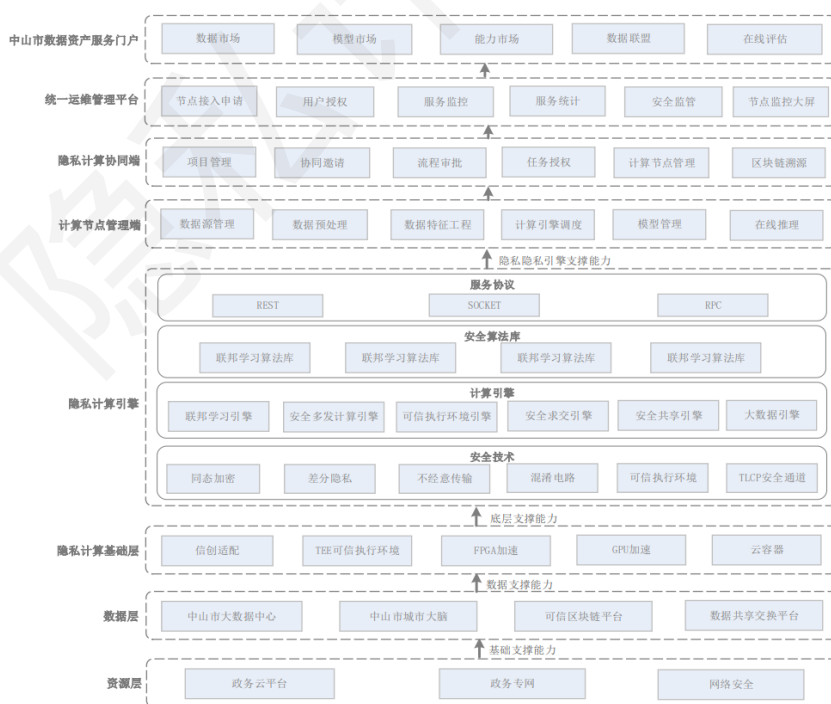 中山市数据资产服务门户
数据市场 模型市场 能力市场 数据联盟 在线评估
统一运维管理平台
节点接入申请 用户授权 服务监控 服务统计 安全监管 节点监控大屏
隐私计算协同端
项目管理 协同邀请 流程审批 任务授权 计算节点管理 区块链溯源
计算节点管理端
数据源管理 数据预处理 数据特征工程 计算引擎调度 模型管理 在线推理
隐私隐私引擎支撑能力
隐私计算引擎
服务协议
REST SOCKET RPC
安全算法库
联邦学习算法库 联邦学习算法库 联邦学习算法库 联邦学习算法库
计算引擎
联邦学习引擎 安全多发计算引擎 可信执行环境引擎 安全求交引擎 安全共享引擎 大数据引擎
安全技术
同态加密 差分隐私 不经意传输 混淆电路 可信执行环境 TLCP安全通道
底层支撑能力
隐私计算基础层
信创适配 TEE可信执行环境 FPGA加速 GPU加速 云容器
数据支撑能力
数据层
中山市大数据中心 中山市城市大脑 可信区块链平台 数据共享交换平台
基础支撑能力
资源层
政务云平台 政务专网 网络安全
隐私